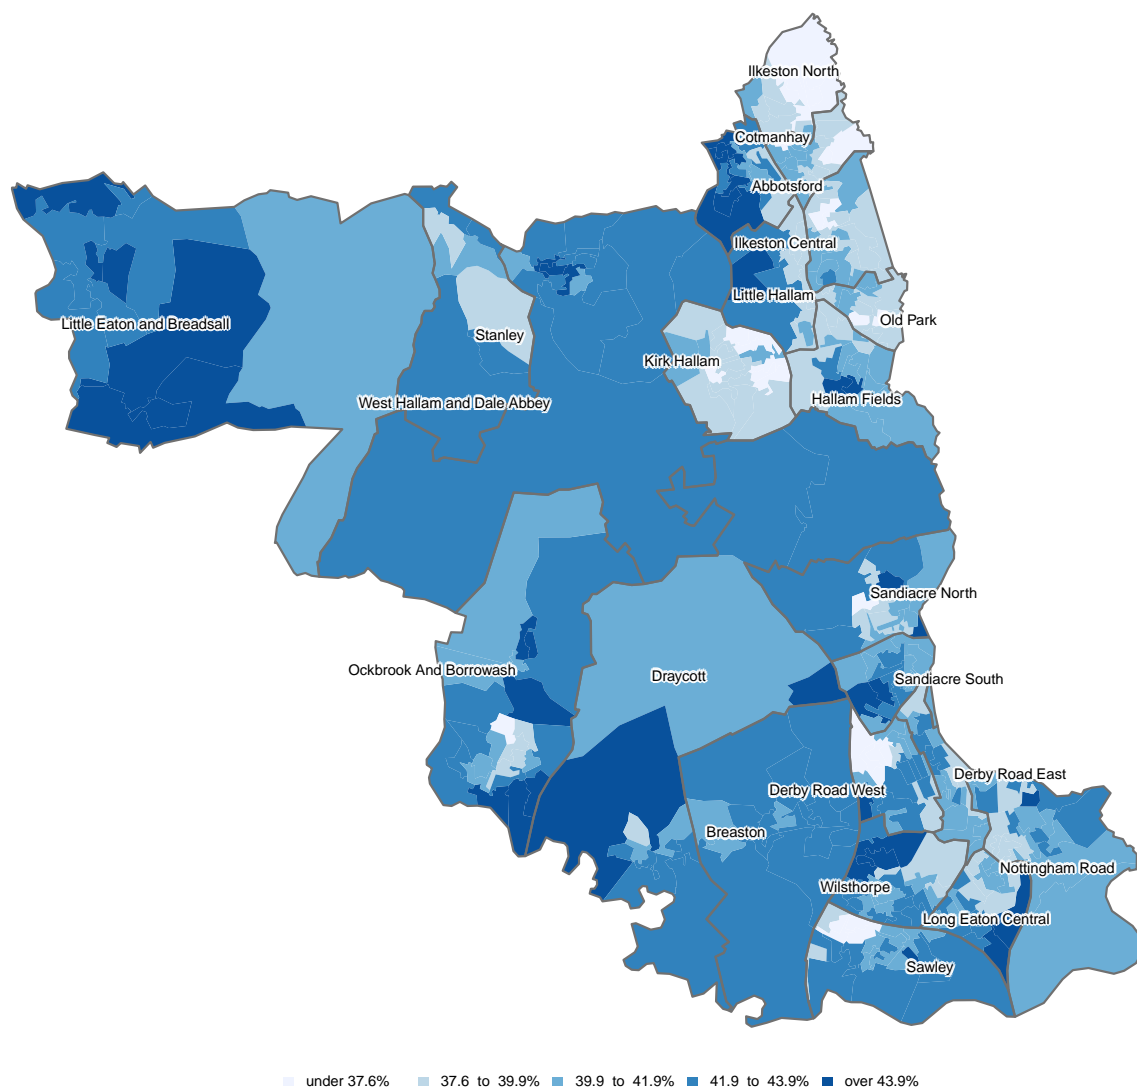 Ilkeston North
Cotmanhay
Abbotsford
Ilkeston Central
Little Hallam
Old Park
Little Eaton and Breadsall
Stanley
Kirk Hallam
West Hallam and Dale Abbey
Hallam Fields
Sandiacre North
Ockbrook And Borrowash
Draycott
Sandiacre South
Derby Road East
Derby Road West
Breaston
Nottingham Road
Wilsthorpe
Long Eaton Central
Sawley
under 37.6% 37.6 to 39.9% 39.9 to 41.9% 41.9 to 43.9% over 43.9%